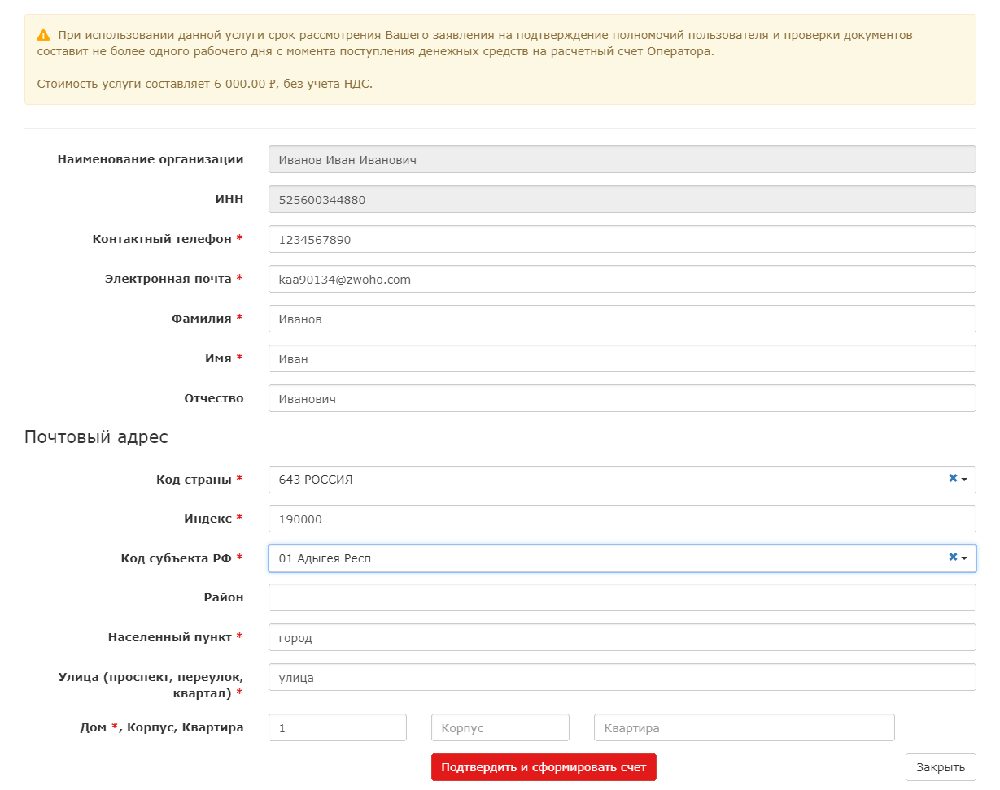 При использовании данной услуги срок рассмотрения Вашего заявления на подтверждение полномочий пользователя и проверки документов
составит не более одного рабочего дня с момента поступления денежных средств на расчетный счет Оператора.
Стоимость услуги составляет 6 000.00 ₽, без учета НДС.
Наименование организации
Иванов Иван Иванович
ИНН
525600344880
Контактный телефон *
1234567890
Электронная почта *
kaa90134@zwoho.com
Фамилия *
Иванов
Имя *
Иван
Отчество
Иванович
Почтовый адрес
Код страны *
643 РОССИЯ
Индекс *
190000
Код субъекта РФ *
01 Адыгея Респ
Район
Населенный пункт *
город
Улица (проспект, переулок,
квартал) *
улица
Дом *, Корпус, Квартира
1
Корпус
Квартира
Подтвердить и сформировать счет
Закрыть